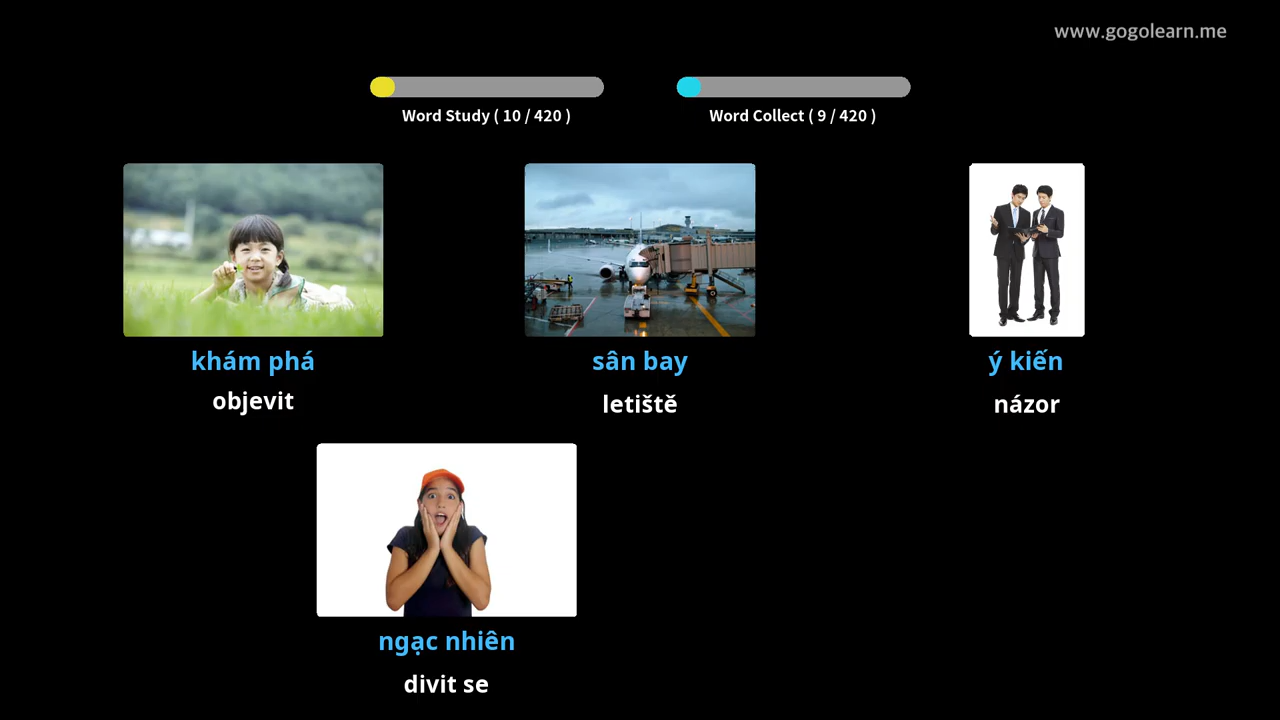 www.gogolearn.me
Word Study ( 10 / 420 )
Word Collect ( 9 / 420 )
khám phá
objevit
sân bay
letiště
ý kiến
názor
ngạc nhiên
divit se